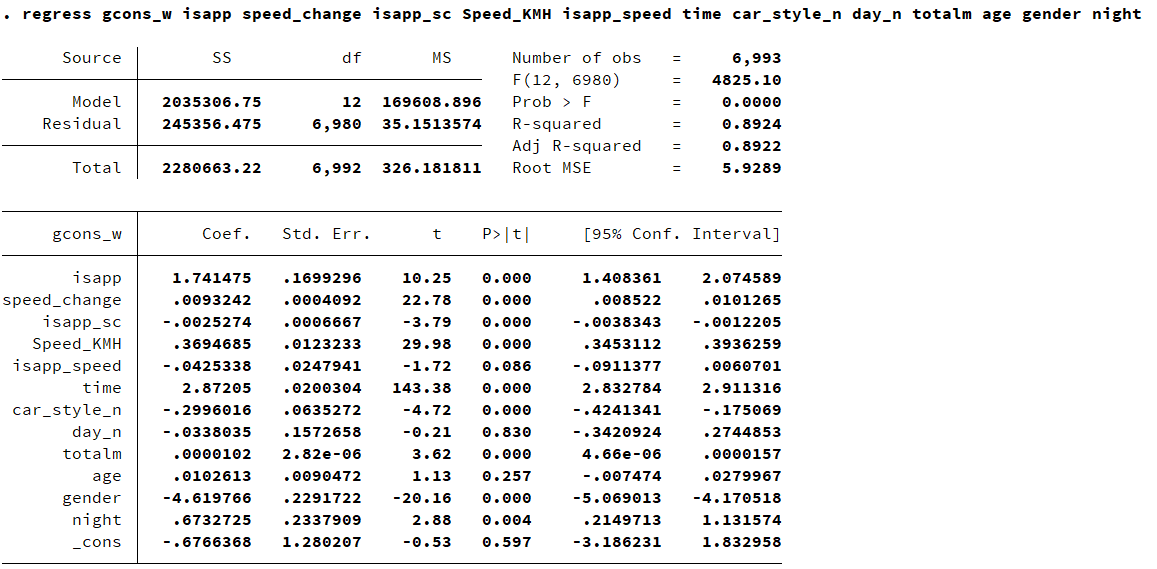 . regress gcons_w isapp speed_change isapp_sc Speed_KMH isapp_speed time car_style_n day_n totalm age gender night
Source SS df MS Number of obs = 6,993
F(12, 6980) = 4825.10
Model 2035306.75 12 169608.896 Prob > F = 0.0000
Residual 245356.475 6,980 35.1513574 R-squared = 0.8924
Adj R-squared = 0.8922
Total 2280663.22 6,992 326.181811 Root MSE = 5.9289
gcons_w Coef. Std. Err. t P>|t| [95% Conf. Interval]
isapp 1.741475 .1699296 10.25 0.000 1.408361 2.074589
speed_change .0093242 .0004092 22.78 0.000 .008522 .0101265
isapp_sc -.0025274 .0006667 -3.79 0.000 -.0038343 -.0012205
Speed_KMH .3694685 .0123233 29.98 0.000 .3453112 .3936259
isapp_speed -.0425338 .0247941 -1.72 0.086 -.0911377 .0060701
time 2.87205 .0200304 143.38 0.000 2.832784 2.911316
car_style_n -.2996016 .0635272 -4.72 0.000 -.4241341 -.175069
day_n -.0338035 .1572658 -0.21 0.830 -.3420924 .2744853
totalm .0000102 2.82e-06 3.62 0.000 4.66e-06 .0000157
age .0102613 .0090472 1.13 0.257 -.007474 .0279967
gender -4.619766 .2291722 -20.16 0.000 -5.069013 -4.170518
night .6732725 .2337909 2.88 0.004 .2149713 1.131574
_cons -.6766368 1.280207 -0.53 0.597 -3.186231 1.832958